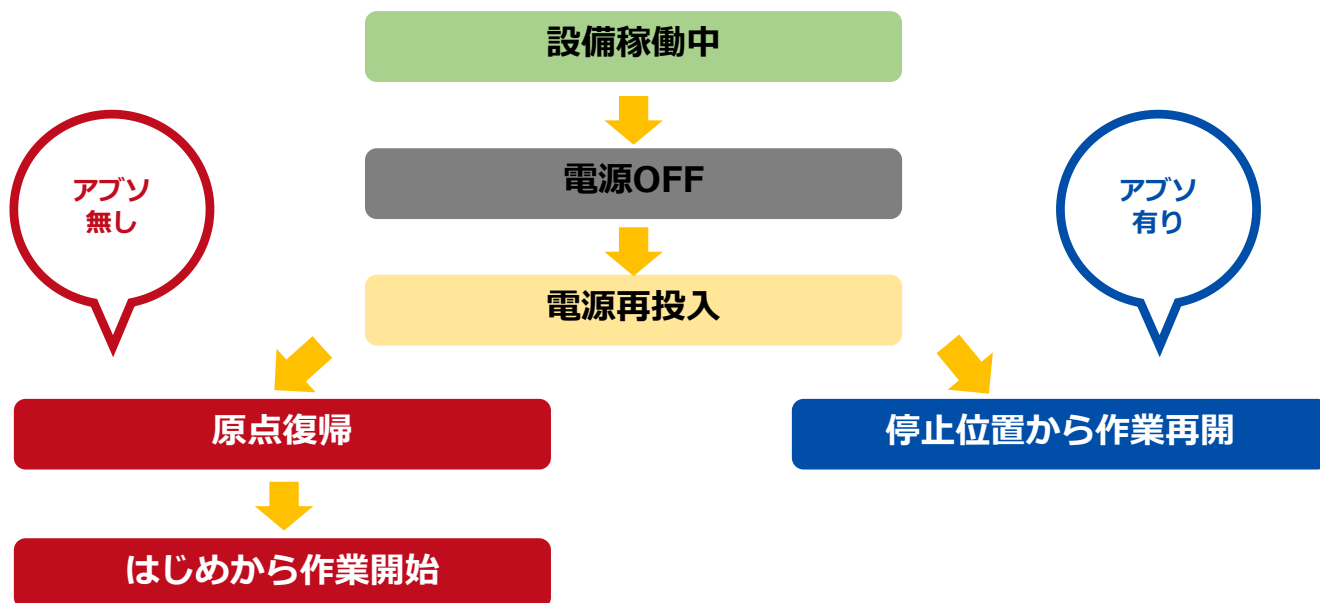 設備稼働中
アブソ
無し
電源OFF
アブソ
有り
電源再投入
原点復帰
停止位置から作業再開
はじめから作業開始